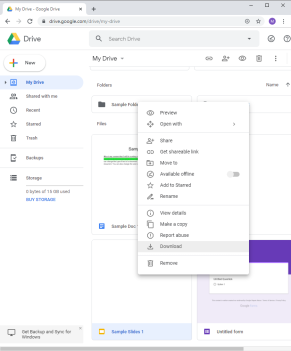 My Drive - Google Drive
drive.google.com/drive/my-drive
Drive
Search Drive
New
My Drive
Name
My Drive
Shared with me
Recent
Starred
Trash
Backups
Storage
0 bytes of 15 GB used
BUY STORAGE
Folders
Sample Folder
Files
Sample Doc
Sample Slides 1
Untitled form
Preview
Open with
Share
Get shareable link
Move to
Available offline
Add to Starred
Rename
View details
Make a copy
Report abuse
Download
Remove
Get Backup and Sync for
Windows